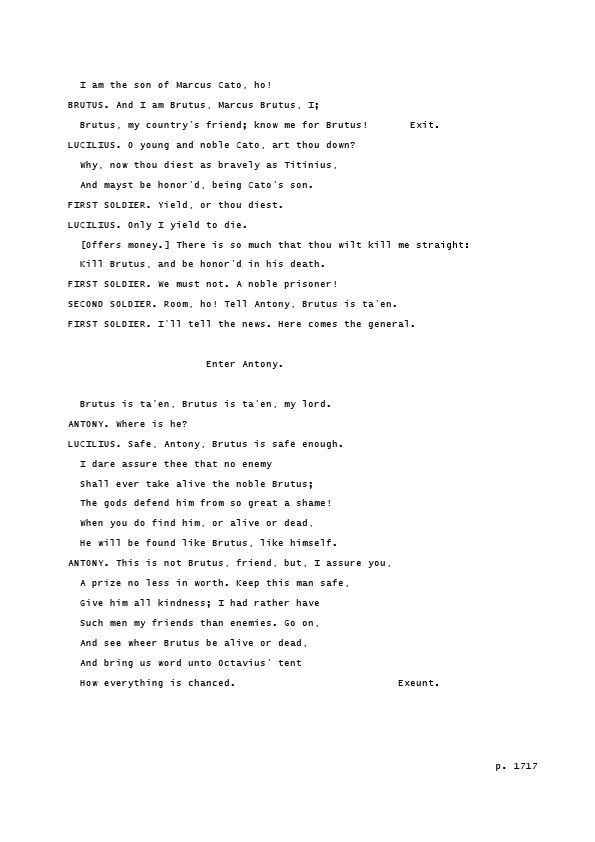 I am the son of Marcus Cato, ho!
BRUTUS. And I am Brutus, Marcus Brutus, I;
Brutus, my country's friend; know me for Brutus! Exit.
LUCILIUS. O young and noble Cato, art thou down?
Why, now thou diest as bravely as Titinius,
And mayst be honor'd, being Cato's son.
FIRST SOLDIER. Yield, or thou diest.
LUCILIUS. Only I yield to die.
[Offers money.] There is so much that thou wilt kill me straight:
Kill Brutus, and be honor'd in his death.
FIRST SOLDIER. We must not. A noble prisoner!
SECOND SOLDIER. Room, ho! Tell Antony, Brutus is ta'en.
FIRST SOLDIER. I'll tell the news. Here comes the general.
Enter Antony.
Brutus is ta'en, Brutus is ta'en, my lord.
ANTONY. Where is he?
LUCILIUS. Safe, Antony, Brutus is safe enough.
I dare assure thee that no enemy
Shall ever take alive the noble Brutus;
The gods defend him from so great a shame!
When you do find him, or alive or dead,
He will be found like Brutus, like himself.
ANTONY. This is not Brutus, friend, but, I assure you,
A prize no less in worth. Keep this man safe,
Give him all kindness; I had rather have
Such men my friends than enemies. Go on,
And see wheer Brutus be alive or dead,
And bring us word unto Octavius' tent
How everything is chanced. Exeunt.
p. 1717